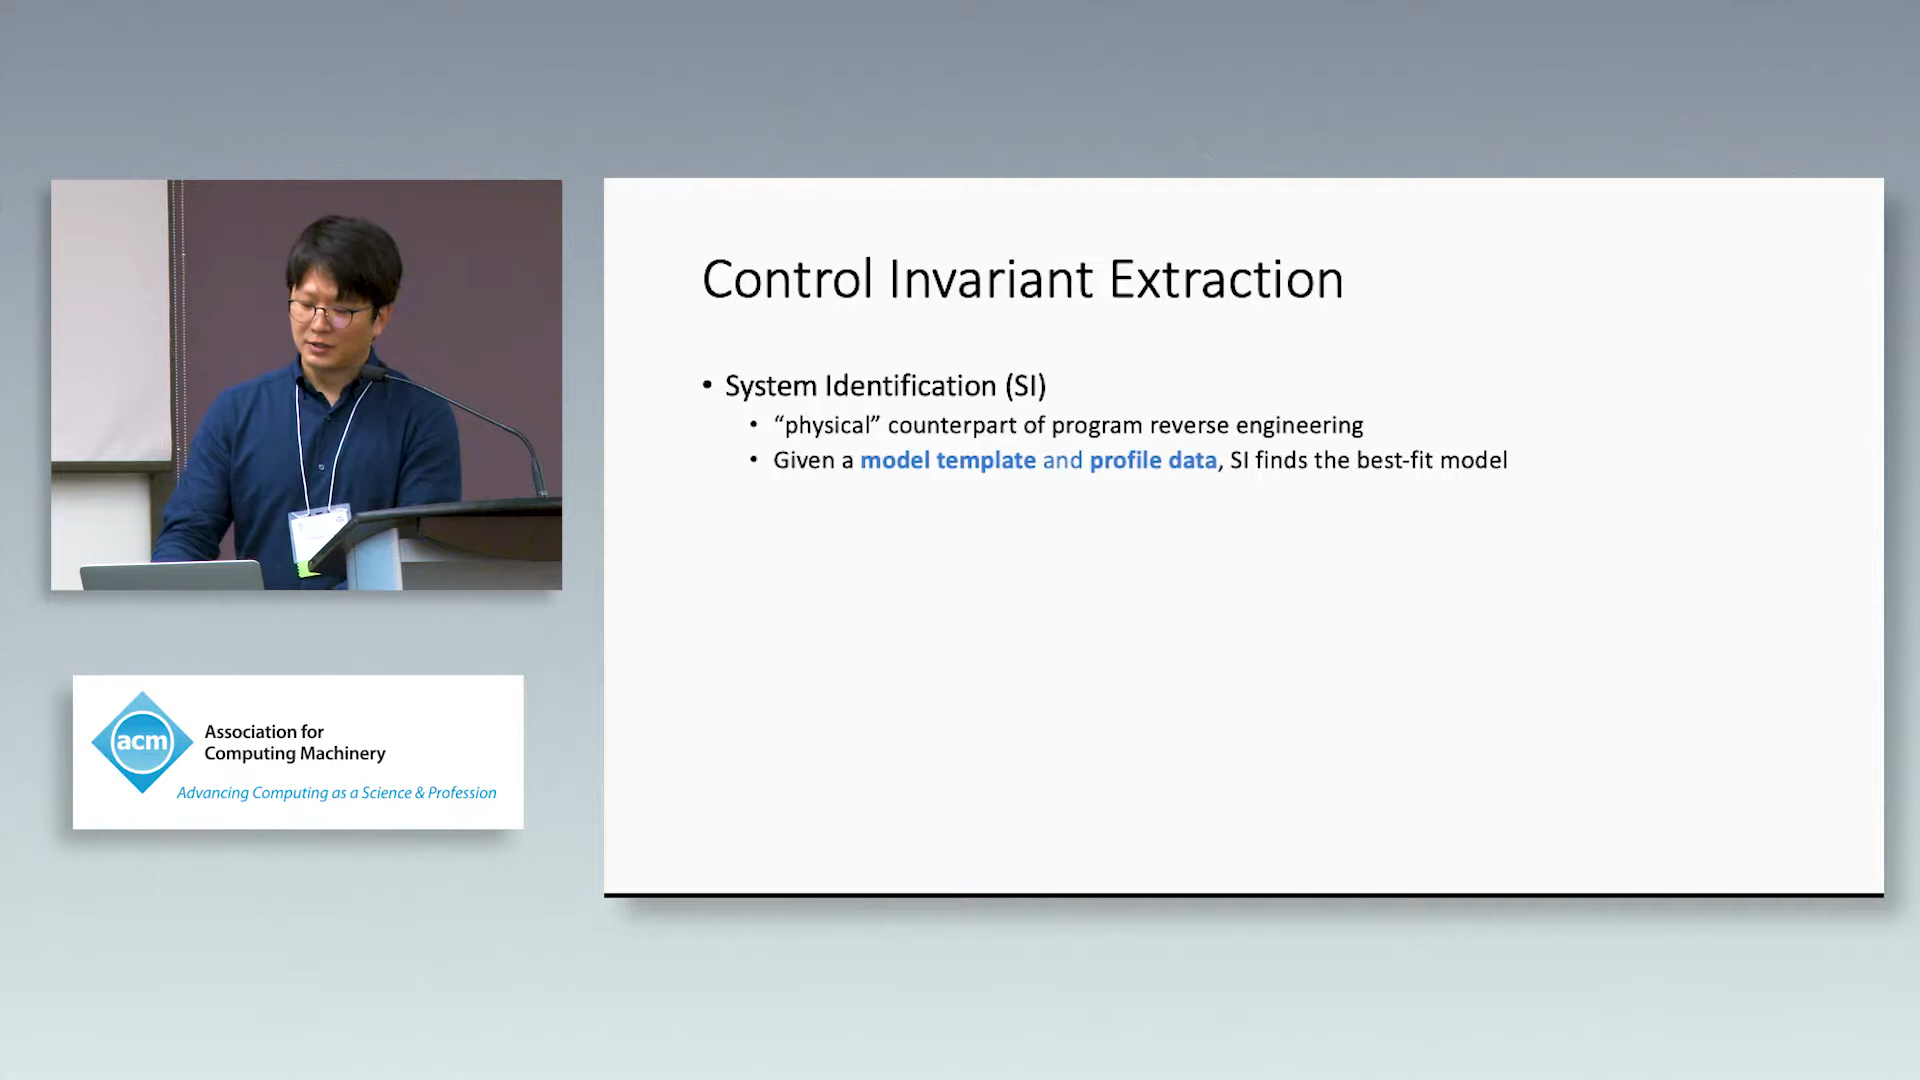 Control Invariant Extraction
• System Identification (SI)
• “physical” counterpart of program reverse engineering
• Given a model template and profile data, SI finds the best-fit model
acm
Association for
Computing Machinery
Advancing Computing as a Science & Profession